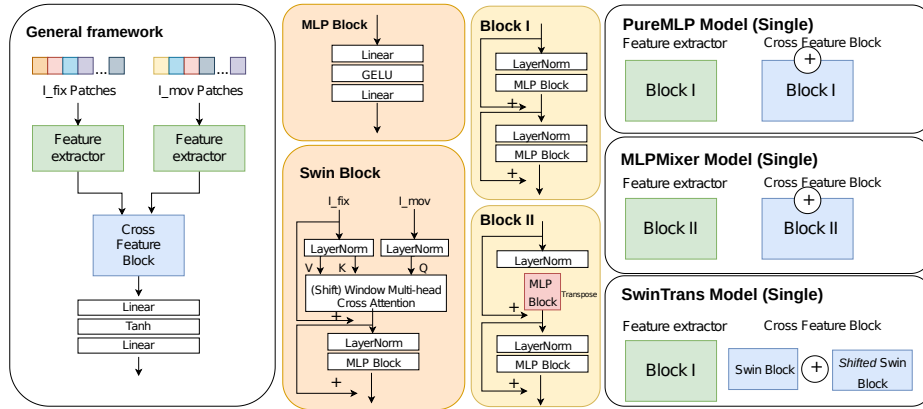 General framework
I_fix Patches
I_mov Patches
Feature
extractor
Feature
extractor
Cross
Feature
Block
Linear
Tanh
Linear
MLP Block
Linear
GELU
Linear
Swin Block
I_fix
I_mov
LayerNorm
LayerNorm
V
K
Q
(Shift) Window Multi-head
Cross Attention
+
LayerNorm
MLP Block
+
Block I
LayerNorm
MLP Block
+
LayerNorm
MLP Block
+
Block II
LayerNorm
MLP
Block
Transpose
+
LayerNorm
MLP Block
+
PureMLP Model (Single)
Feature extractor
Cross Feature Block
+
Block I
Block I
MLPMixer Model (Single)
Feature extractor
Cross Feature Block
+
Block II
Block II
SwinTrans Model (Single)
Feature extractor
Cross Feature Block
Block I
Swin Block
+
Shifted Swin
Block